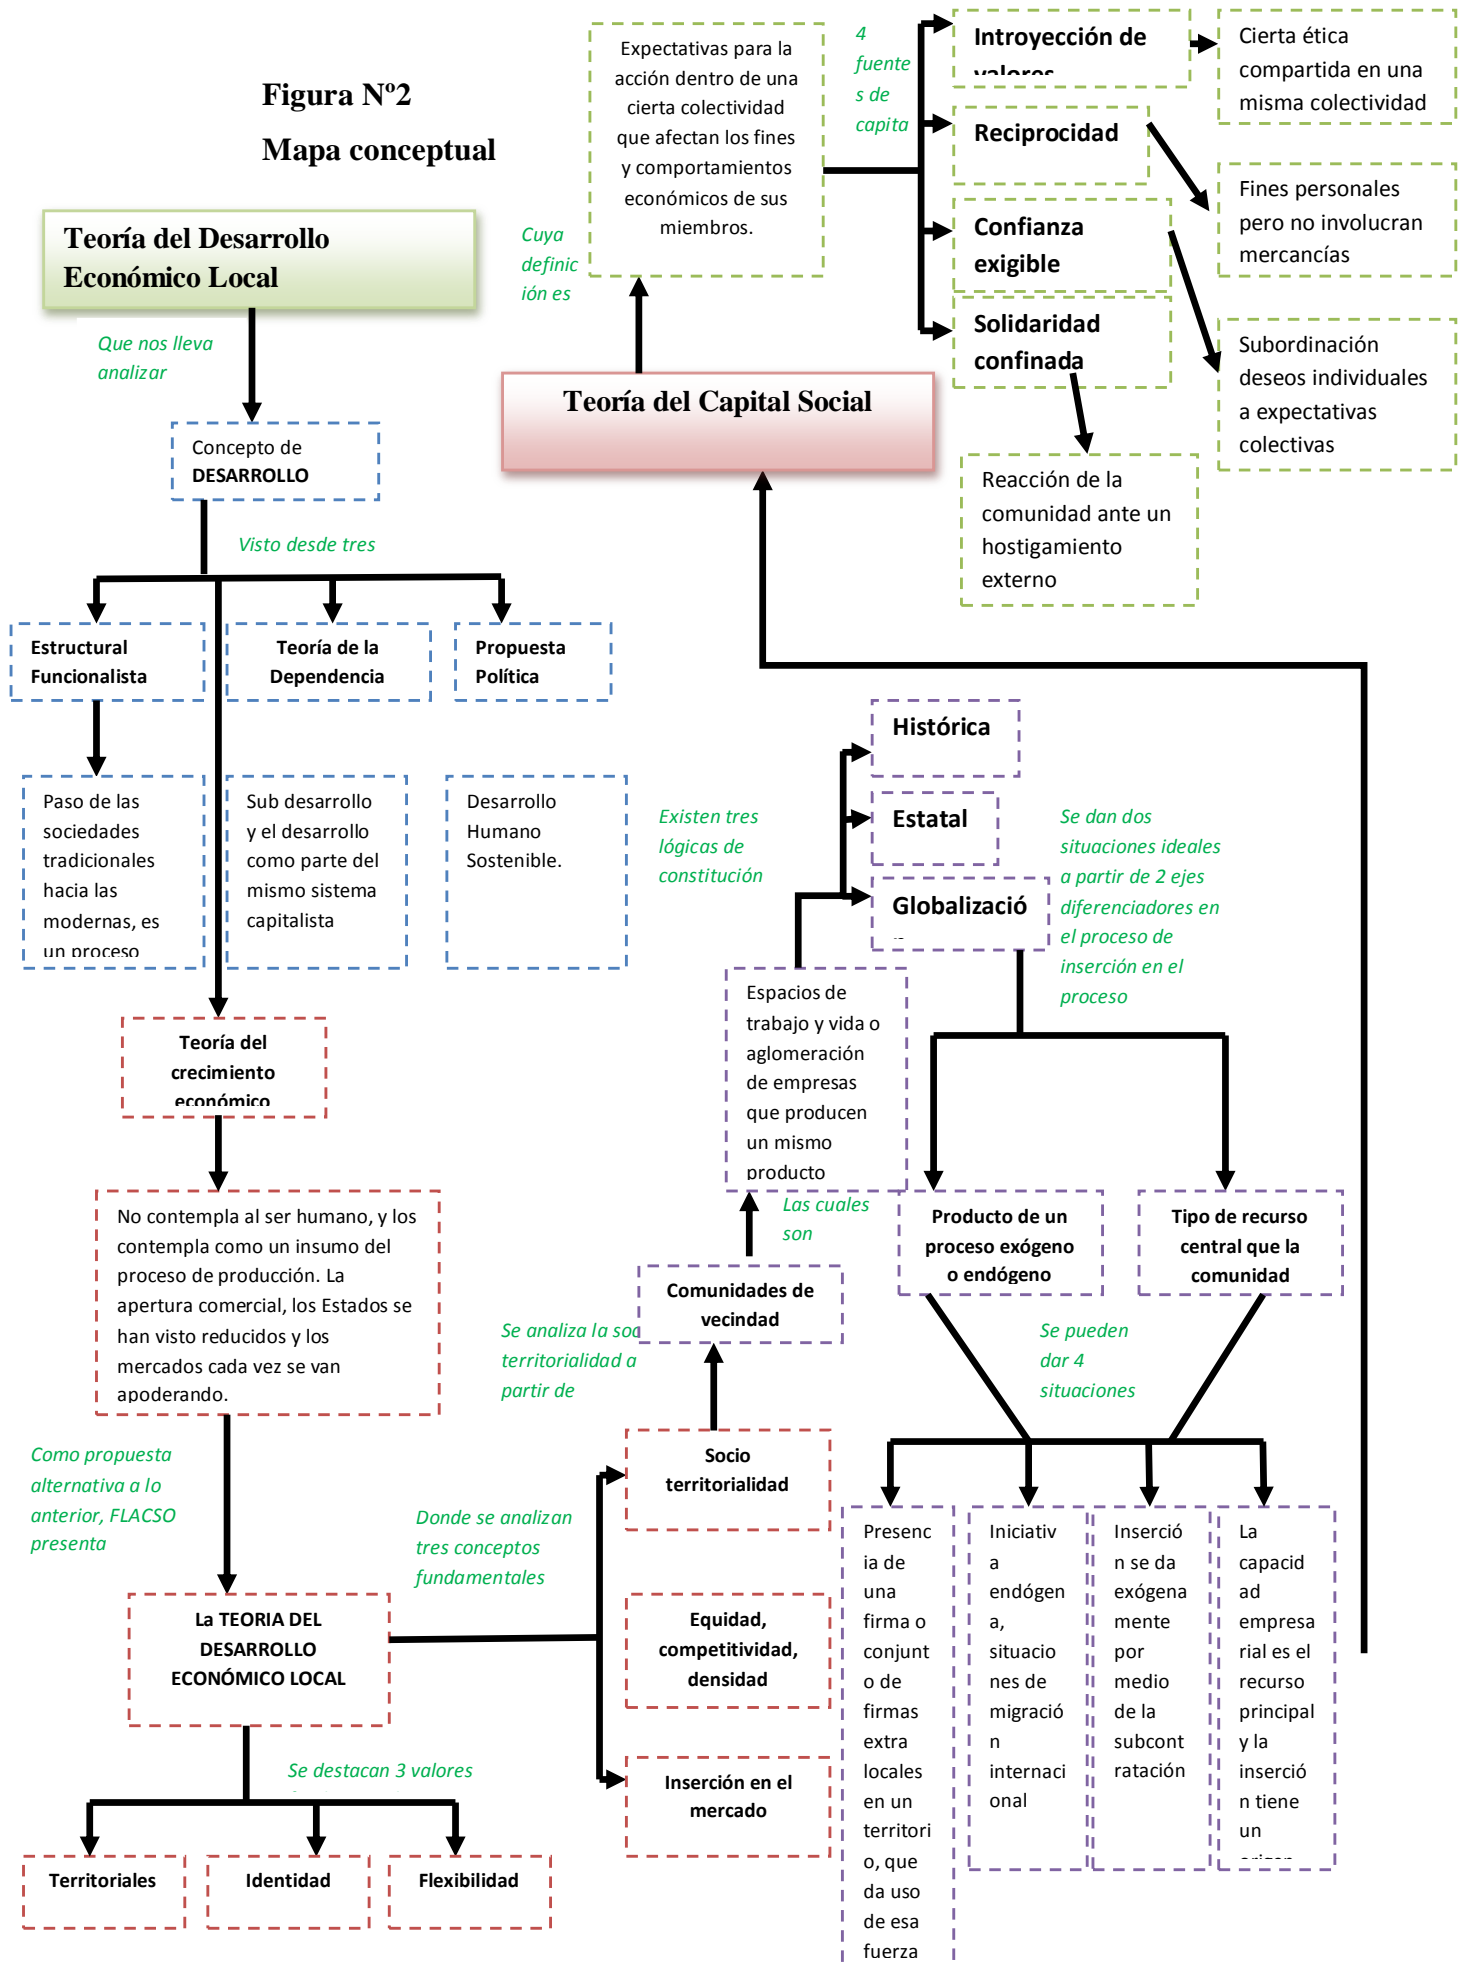 Figura Nº2
Mapa conceptual
Teoría del Desarrollo
Económico Local
Que nos lleva
analizar
Concepto de
DESARROLLO
Visto desde tres
Estructural
Funcionalista
Teoría de la
Dependencia
Propuesta
Política
Paso de las
sociedades
tradicionales
hacia las
modernas, es
un proceso
Sub desarrollo
y el desarrollo
como parte del
mismo sistema
capitalista
Desarrollo
Humano
Sostenible.
Teoría del
crecimiento
económico
No contempla al ser humano, y los
contempla como un insumo del
proceso de producción. La
apertura comercial, los Estados se
han visto reducidos y los
mercados cada vez se van
apoderando.
Como propuesta
alternativa a lo
anterior, FLACSO
presenta
La TEORIA DEL
DESARROLLO
ECONÓMICO LOCAL
Se destacan 3 valores
Territoriales
Identidad
Flexibilidad
Donde se analizan
tres conceptos
fundamentales
Socio
territorialidad
Equidad,
competitividad,
densidad
Inserción en el
mercado
Se analiza la soc
territorialidad a
partir de
Comunidades de
vecindad
Las cuales
son
Espacios de
trabajo y vida o
aglomeración
de empresas
que producen
un mismo
producto
Existen tres
lógicas de
constitución
Histórica
Estatal
Globalizació
Se dan dos
situaciones ideales
a partir de 2 ejes
diferenciadores en
el proceso de
inserción en el
proceso
Producto de un
proceso exógeno
o endógeno
Tipo de recurso
central que la
comunidad
Se pueden
dar 4
situaciones
Presenc
ia de
una
firma o
conjunt
o de
firmas
extra
locales
en un
territori
o, que
da uso
de esa
fuerza
Iniciativ
a
endógen
a,
situacio
nes de
migració
n
internaci
onal
Inserció
n se da
exógena
mente
por
medio
de la
subcont
ratación
La
capacid
ad
empresa
rial es el
recurso
principal
y la
inserció
n tiene
un
Teoría del Capital Social
Cuya
definic
ión es
Expectativas para la
acción dentro de una
cierta colectividad
que afectan los fines
y comportamientos
económicos de sus
miembros.
4
fuente
s de
capita
Introyección de
valores
Reciprocidad
Confianza
exigible
Solidaridad
confinada
Cierta ética
compartida en una
misma colectividad
Fines personales
pero no involucran
mercancías
Subordinación
deseos individuales
a expectativas
colectivas
Reacción de la
comunidad ante un
hostigamiento
externo